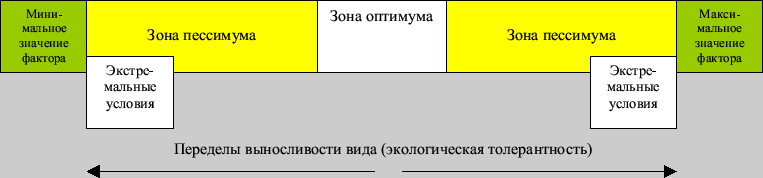 Мини-
мальное
значение
фактора
Зона пессимума
Зона оптимума
Зона пессимума
Макси-
мальное
значение
фактора
Экстре-
мальные
условия
Экстре-
мальные
условия
Пределы выносливости вида (экологическая толерантность)